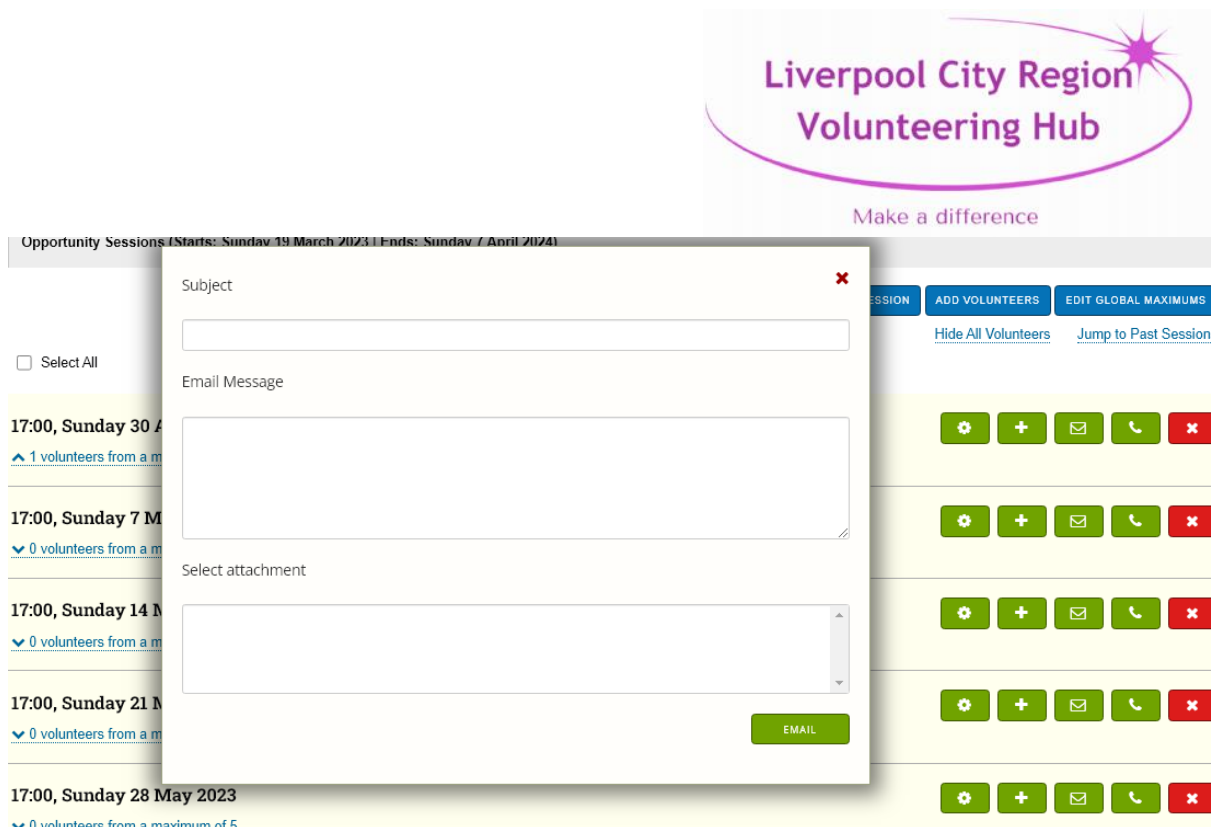 Liverpool City Region
Volunteering Hub
Make a difference
Opportunity Sessions (Starts: Sunday 19 March 2023 | Ends: Sunday 7 April 2024)
Subject
ESSION
ADD VOLUNTEERS
EDIT GLOBAL MAXIMUMS
Hide All Volunteers
Jump to Past Session
Select All
Email Message
17:00, Sunday 30
1 volunteers from a
17:00, Sunday 7
0 volunteers from a
Select attachment
17:00, Sunday 14
0 volunteers from a
17:00, Sunday 21
0 volunteers from a
EMAIL
17:00, Sunday 28 May 2023
0 volunteers from a maximum of 5